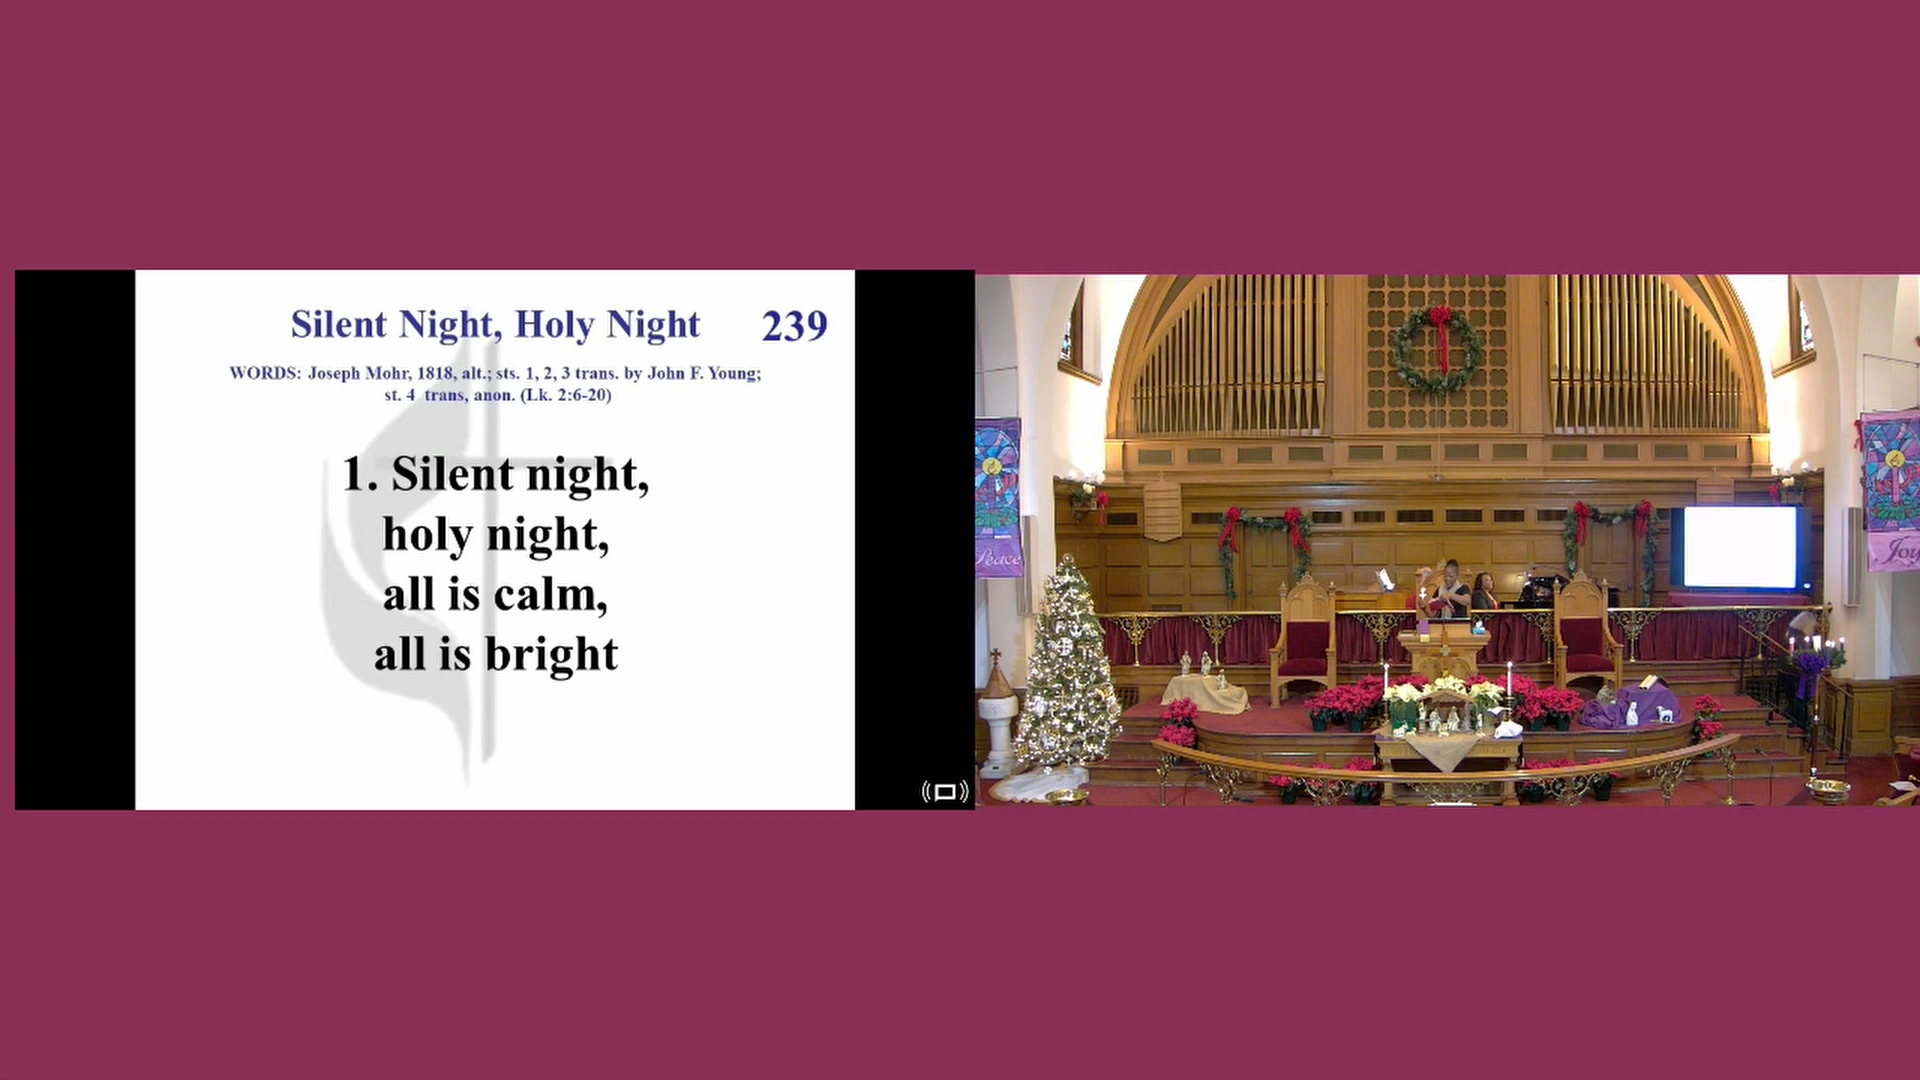 Silent Night, Holy Night 239
WORDS: Joseph Mohr, 1818, alt.; sts. 1, 2, 3 trans. by John F. Young;
st. 4 trans, anon. (Lk. 2:6-20)
1. Silent night,
holy night,
all is calm,
all is bright
Peace
Joy